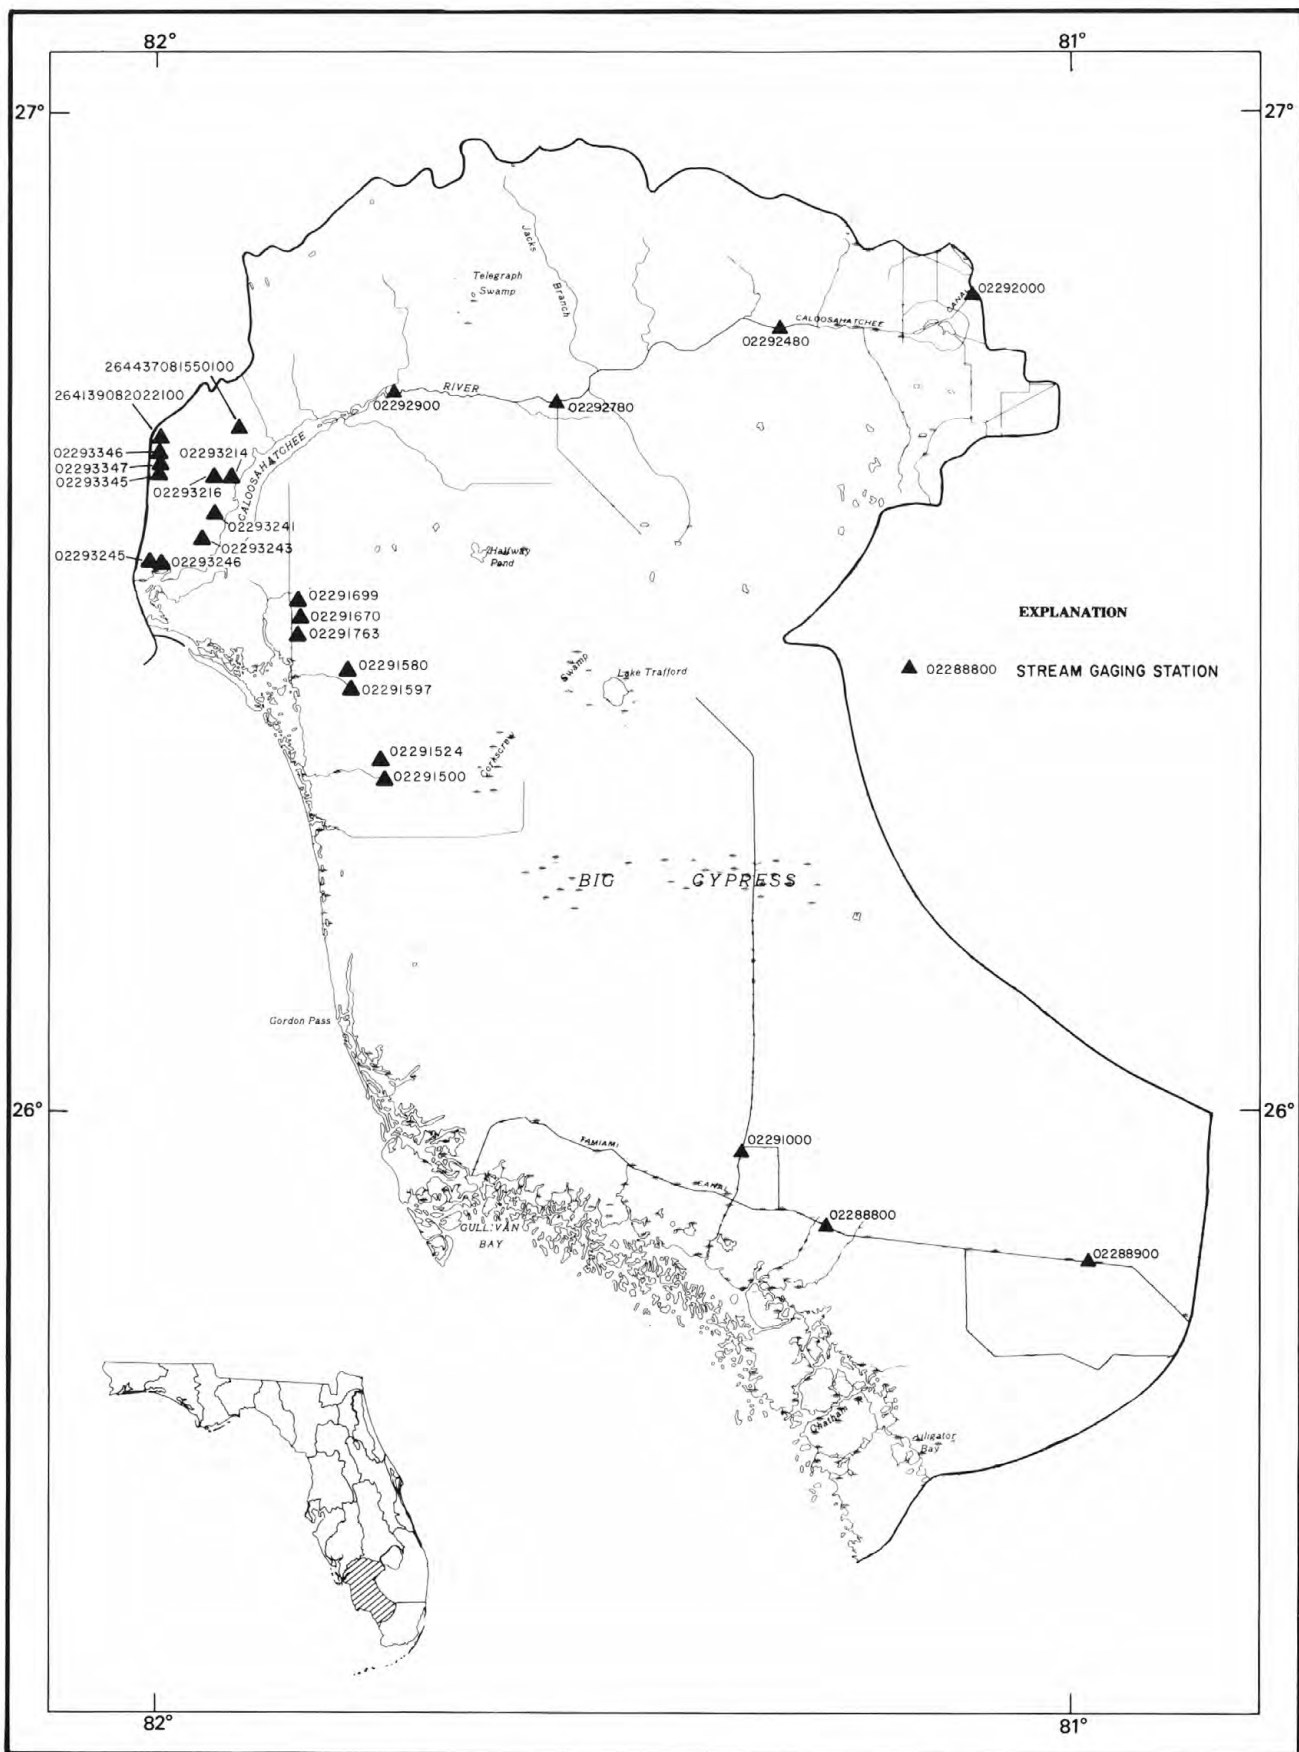 82°
81°
27°
27°
Jacks
Branch
Telegraph
Swamp
CANAL
02292000
CALOOSAHATCHEE
02292480
264437081550100
264139082022100
RIVER
02292900
02292780
02293346
02293214
02293347
02293345
02293216
CALOOSAHATCHEE
02293241
02293243
02293245
02293246
Halfway
Pond
02291699
02291670
02291763
EXPLANATION
02291580
02291597
Swamp
Lake Trafford
02288800 STREAM GAGING STATION
02291524
02291500
Corkscrew
BIG CYPRESS
Gordon Pass
26°
26°
TAMIAMI
02291000
CANAL
02288800
GULLIVAN
BAY
02288900
Chatham
Alligator
Bay
82°
81°